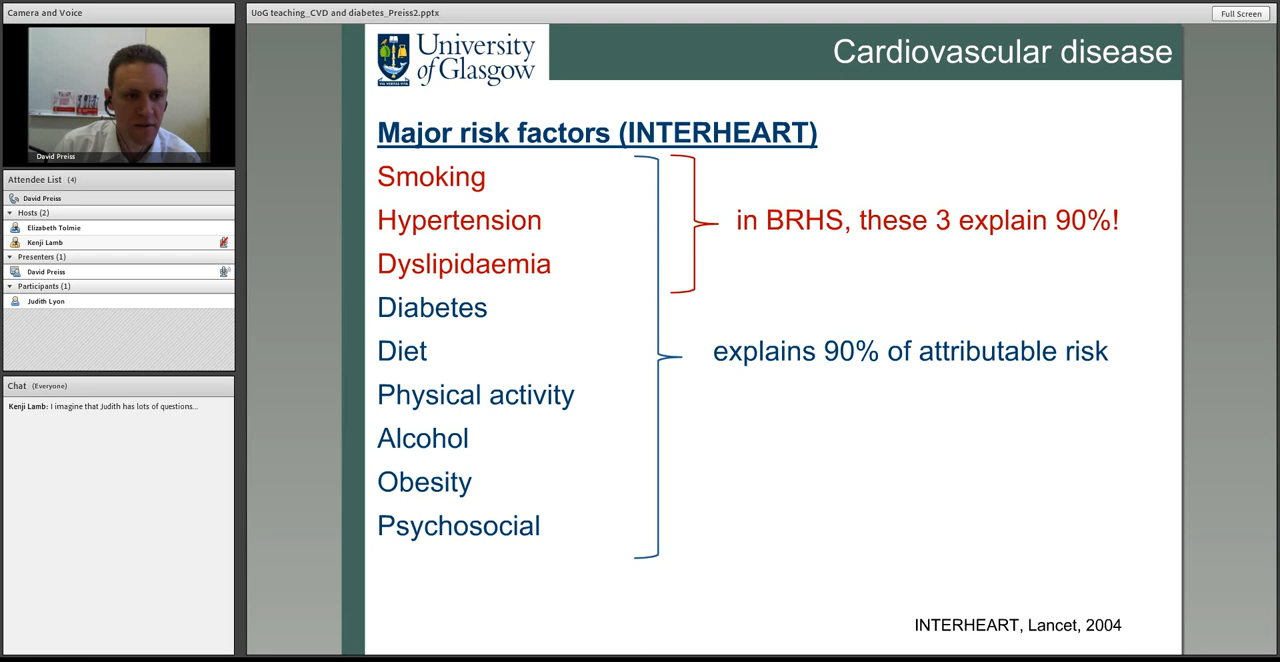 Camera and Voice
David Preiss
Attendee List (4)
David Preiss
Hosts (2)
Elizabeth Tolmie
Kenji Lamb
Presenters (1)
David Preiss
Participants (1)
Judith Lyon
Chat (Everyone)
Kenji Lamb: I imagine that Judith has lots of questions...
UoG teaching_CVD and diabetes_Preiss2.pptx
Full Screen
University
of Glasgow
Cardiovascular disease
Major risk factors (INTERHEART)
Smoking
Hypertension
in BRHS, these 3 explain 90%!
Dyslipidaemia
Diabetes
Diet
explains 90% of attributable risk
Physical activity
Alcohol
Obesity
Psychosocial
INTERHEART, Lancet, 2004